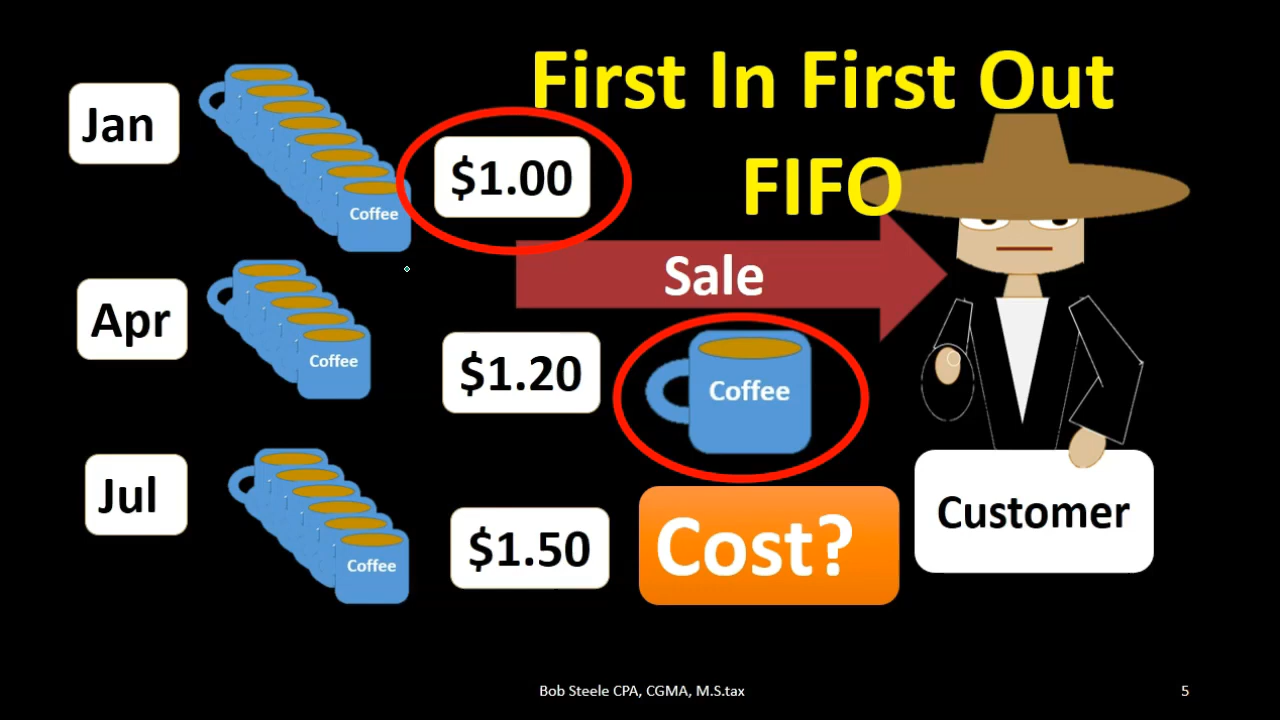 First In First Out
FIFO
Jan
Coffee
$1.00
Sale
Apr
Coffee
$1.20
Coffee
Jul
Coffee
$1.50
Cost?
Customer
Bob Steele CPA, CGMA, M.S.tax
5